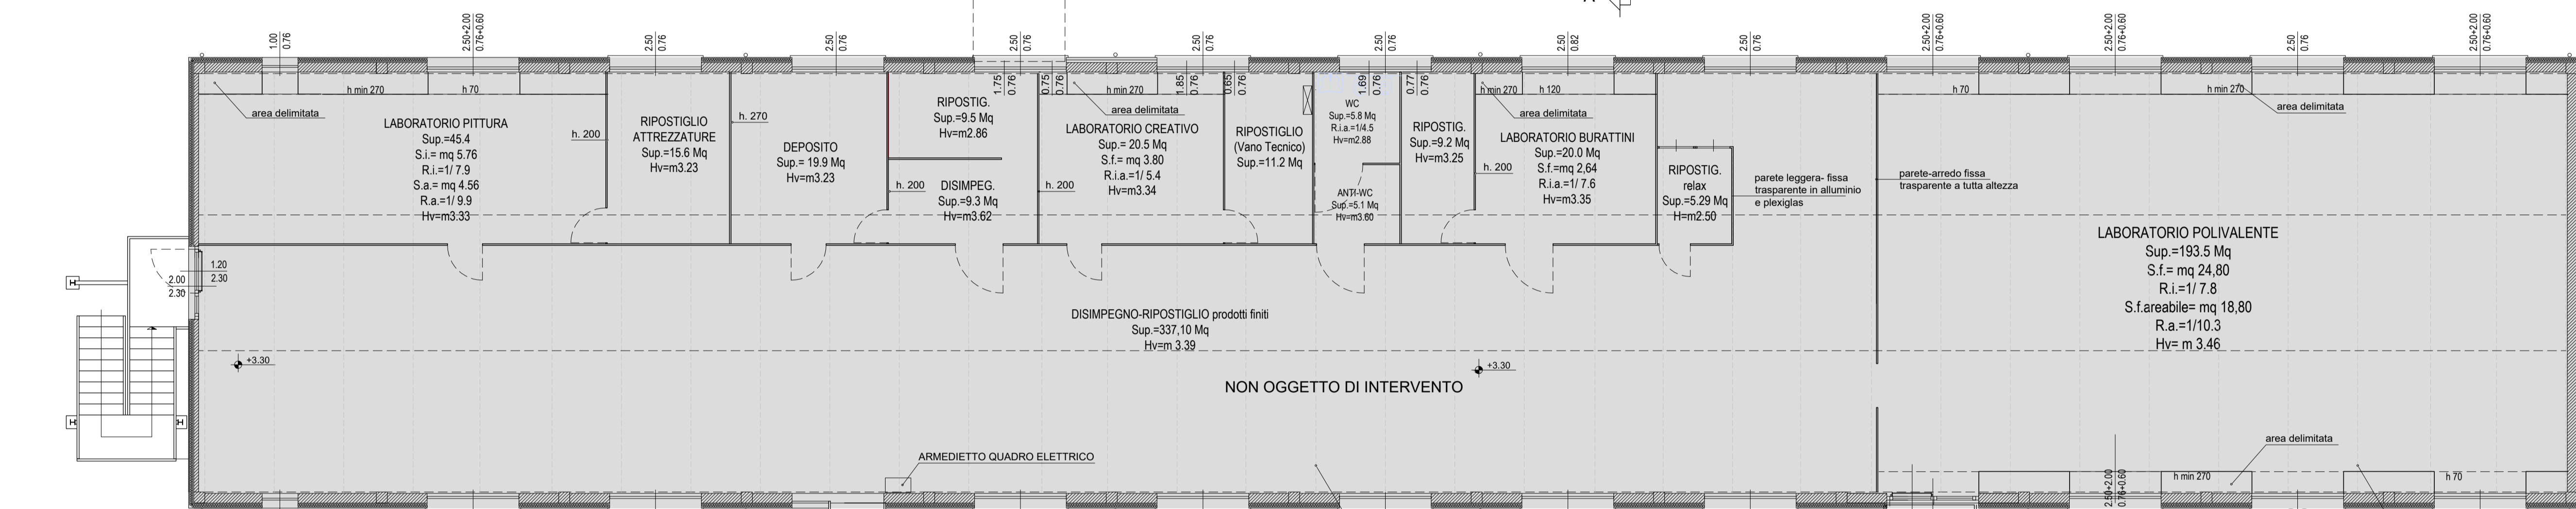 1.00
0.76
2.50+2.00
0.76+0.60
2.50
0.76
2.50
0.76
2.50
0.76
2.50
0.76
2.50
0.76
2.50
0.82
2.50
0.76
2.50+2.00
0.76+0.60
2.50+2.00
0.76+0.60
2.50
0.76
2.50+2.00
0.76+0.60
1.75
0.76
0.75
0.76
1.85
0.76
0.65
0.76
1.69
0.76
0.77
0.76
area delimitata
h min 270
h 70
LABORATORIO PITTURA
Sup.=45.4
S.i.= mq 5.76
R.i.=1/ 7.9
S.a.= mq 4.56
R.a.=1/ 9.9
Hv=m3.33
h. 200
RIPOSTIGLIO
ATTREZZATURE
Sup.=15.6 Mq
Hv=m3.23
h. 270
DEPOSITO
Sup.= 19.9 Mq
Hv=m3.23
RIPOSTIG.
Sup.=9.5 Mq
Hv=m2.86
h. 200
DISIMPEG.
Sup.=9.3 Mq
Hv=m3.62
h min 270
area delimitata
LABORATORIO CREATIVO
Sup.= 20.5 Mq
S.f.= mq 3.80
R.i.a.=1/ 5.4
Hv=m3.34
h. 200
RIPOSTIGLIO
(Vano Tecnico)
Sup.=11.2 Mq
WC
Sup.=5.8 Mq
R.i.a.=1/4.5
Hv=m2.88
ANTI-WC
Sup.=5.1 Mq
Hv=m3.60
RIPOSTIG.
Sup.=9.2 Mq
Hv=m3.25
h min 270
h 120
area delimitata
LABORATORIO BURATTINI
Sup.=20.0 Mq
S.f.=mq 2,64
R.i.a.=1/ 7.6
Hv=m3.35
h. 200
RIPOSTIG.
relax
Sup.=5.29 Mq
H=m2.50
parete leggera- fissa
trasparente in alluminio
e plexiglas
parete-arredo fissa
trasparente a tutta altezza
h 70
h min 270
area delimitata
LABORATORIO POLIVALENTE
Sup.=193.5 Mq
S.f.= mq 24,80
R.i.=1/ 7.8
S.f.areabile= mq 18,80
R.a.=1/10.3
Hv= m 3.46
1.20
2.30
2.00
2.30
DISIMPEGNO-RIPOSTIGLIO prodotti finiti
Sup.=337,10 Mq
Hv=m 3.39
+3.30
+3.30
NON OGGETTO DI INTERVENTO
ARMEDIETTO QUADRO ELETTRICO
area delimitata
h min 270
h 70
2.50+2.00
0.76+0.60